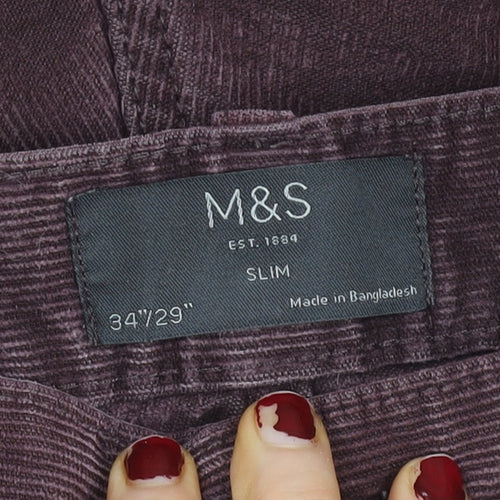 M&S
EST. 1884
SLIM
Made in Bangladesh
34"/29"